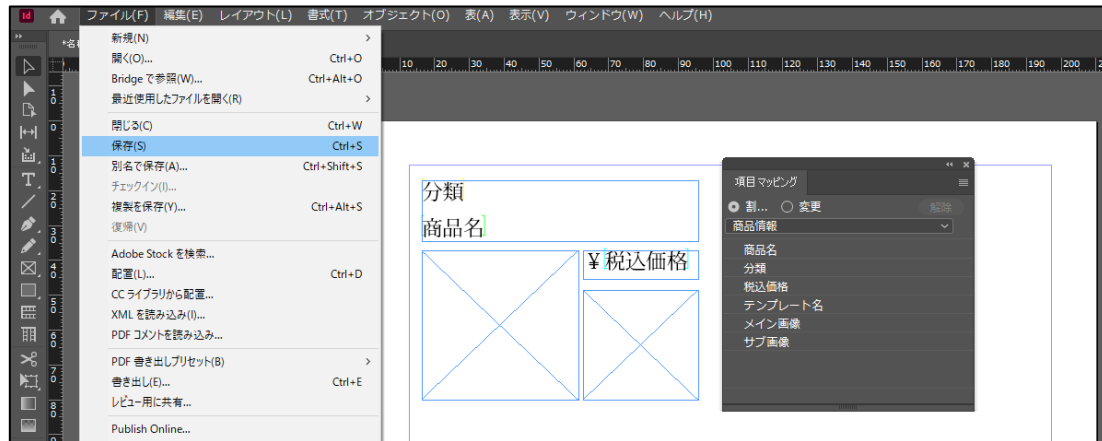 Id ファイル(F) 編集(E) レイアウト(L) 書式(T) オブジェクト(O) 表(A) 表示(V) ウィンドウ(W) ヘルプ(H)
新規(N)
開く(O)... Ctrl+O
Bridge で参照(W)... Ctrl+Alt+O
最近使用したファイルを開く(R)
閉じる(C) Ctrl+W
保存(S) Ctrl+S
別名で保存(A)... Ctrl+Shift+S
チェックイン(I)...
複製を保存(Y)... Ctrl+Alt+S
復帰(V)
Adobe Stock を検索...
配置(L)... Ctrl+D
CC ライブラリから配置...
XML を読み込み(I)...
PDF コメントを読み込み...
PDF 書き出しプリセット(B)
書き出し(E)... Ctrl+E
レビュー用に共有...
Publish Online...
10 20 30 40 50 60 70 80 90 100 110 120 130 140 150 160 170 180 190 200
分類
商品名
¥税込価格
項目マッピング
割... 変更 解除
商品情報
商品名
分類
税込価格
テンプレート名
メイン画像
サブ画像